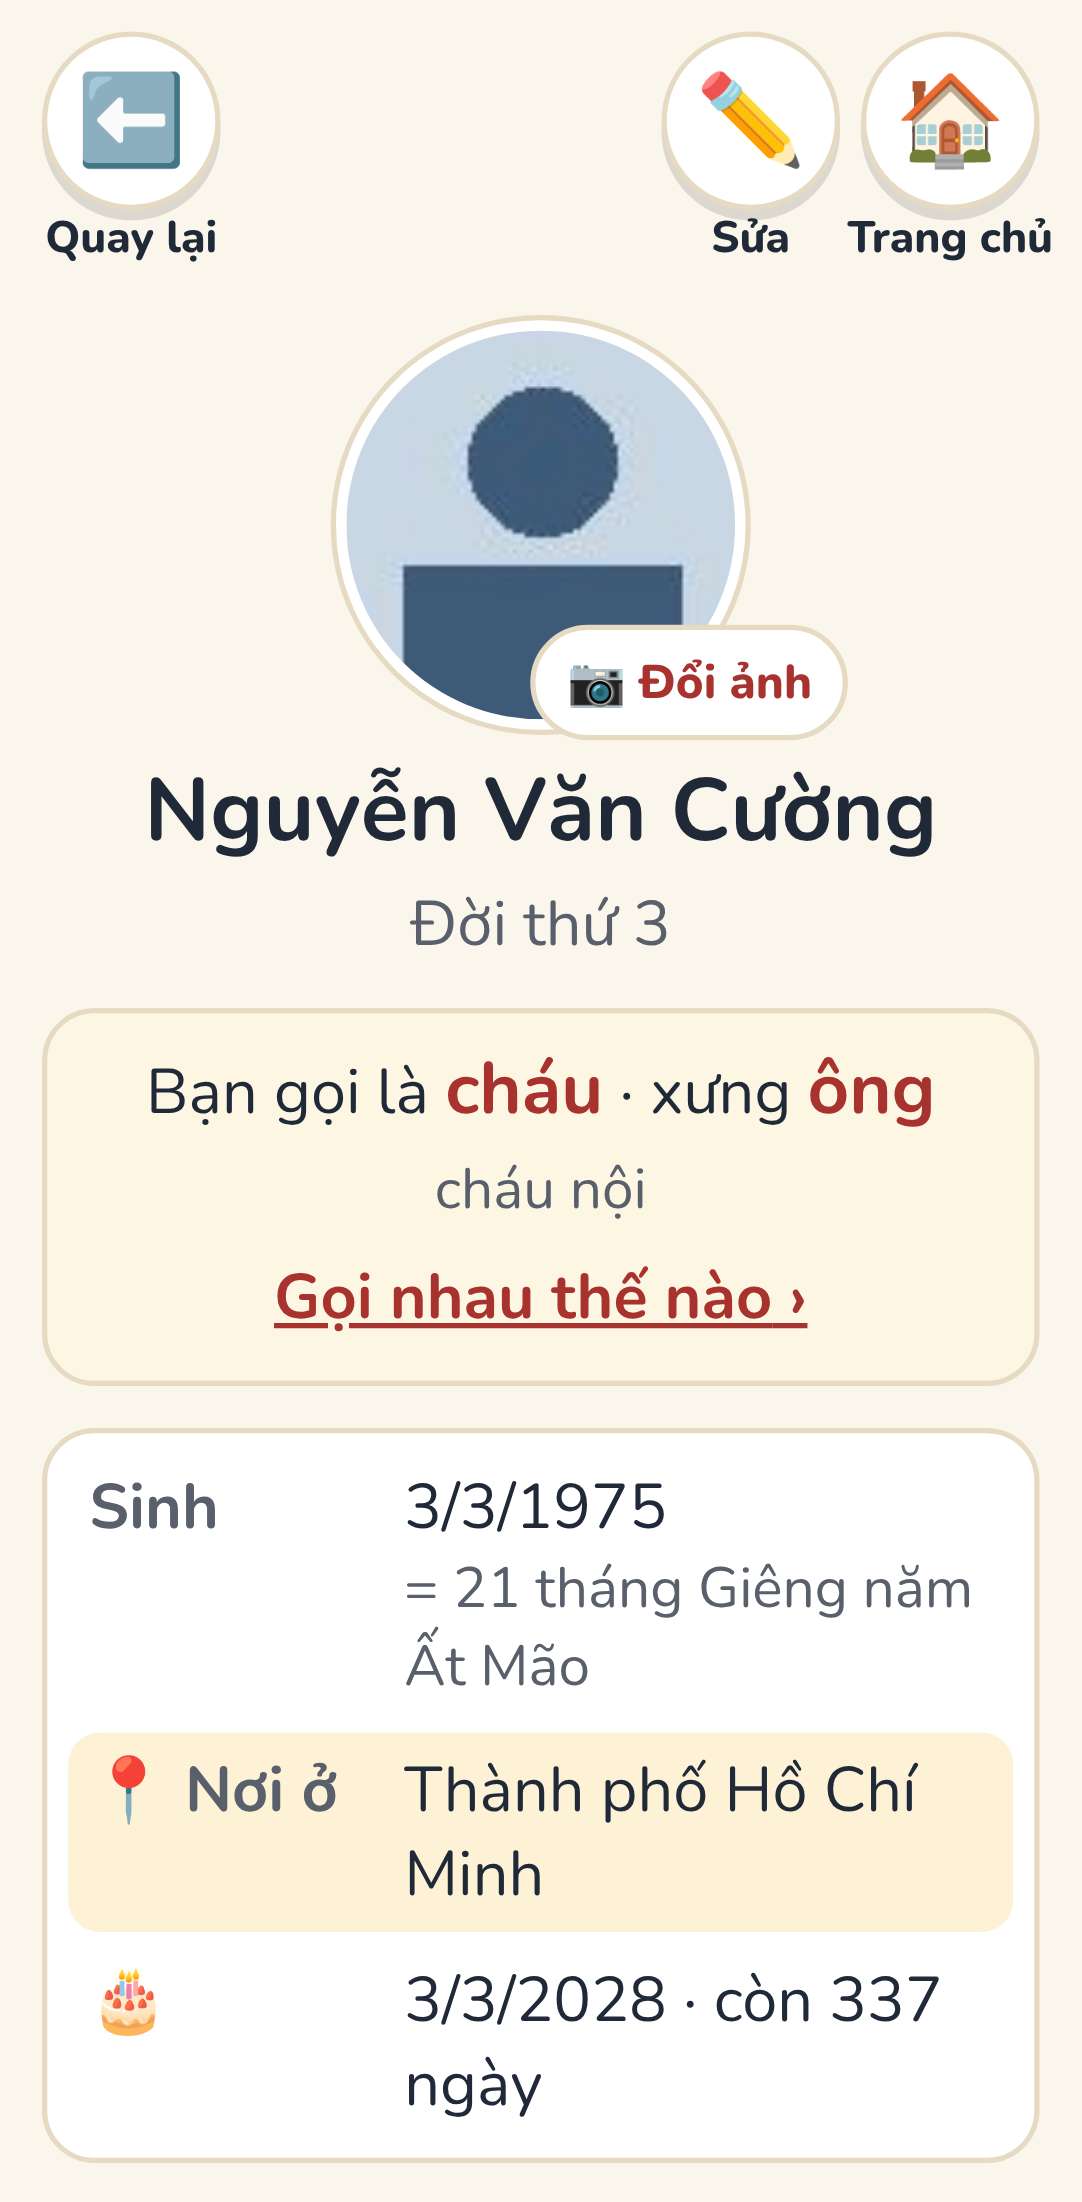 Quay lại
Sửa
Trang chủ
Đổi ảnh
Nguyễn Văn Cường
Đời thứ 3
Bạn gọi là cháu · xưng ông
cháu nội
Gọi nhau thế nào ›
Sinh
3/3/1975
= 21 tháng Giêng năm
Ất Mão
Nơi ở
Thành phố Hồ Chí
Minh
3/3/2028 · còn 337
ngày